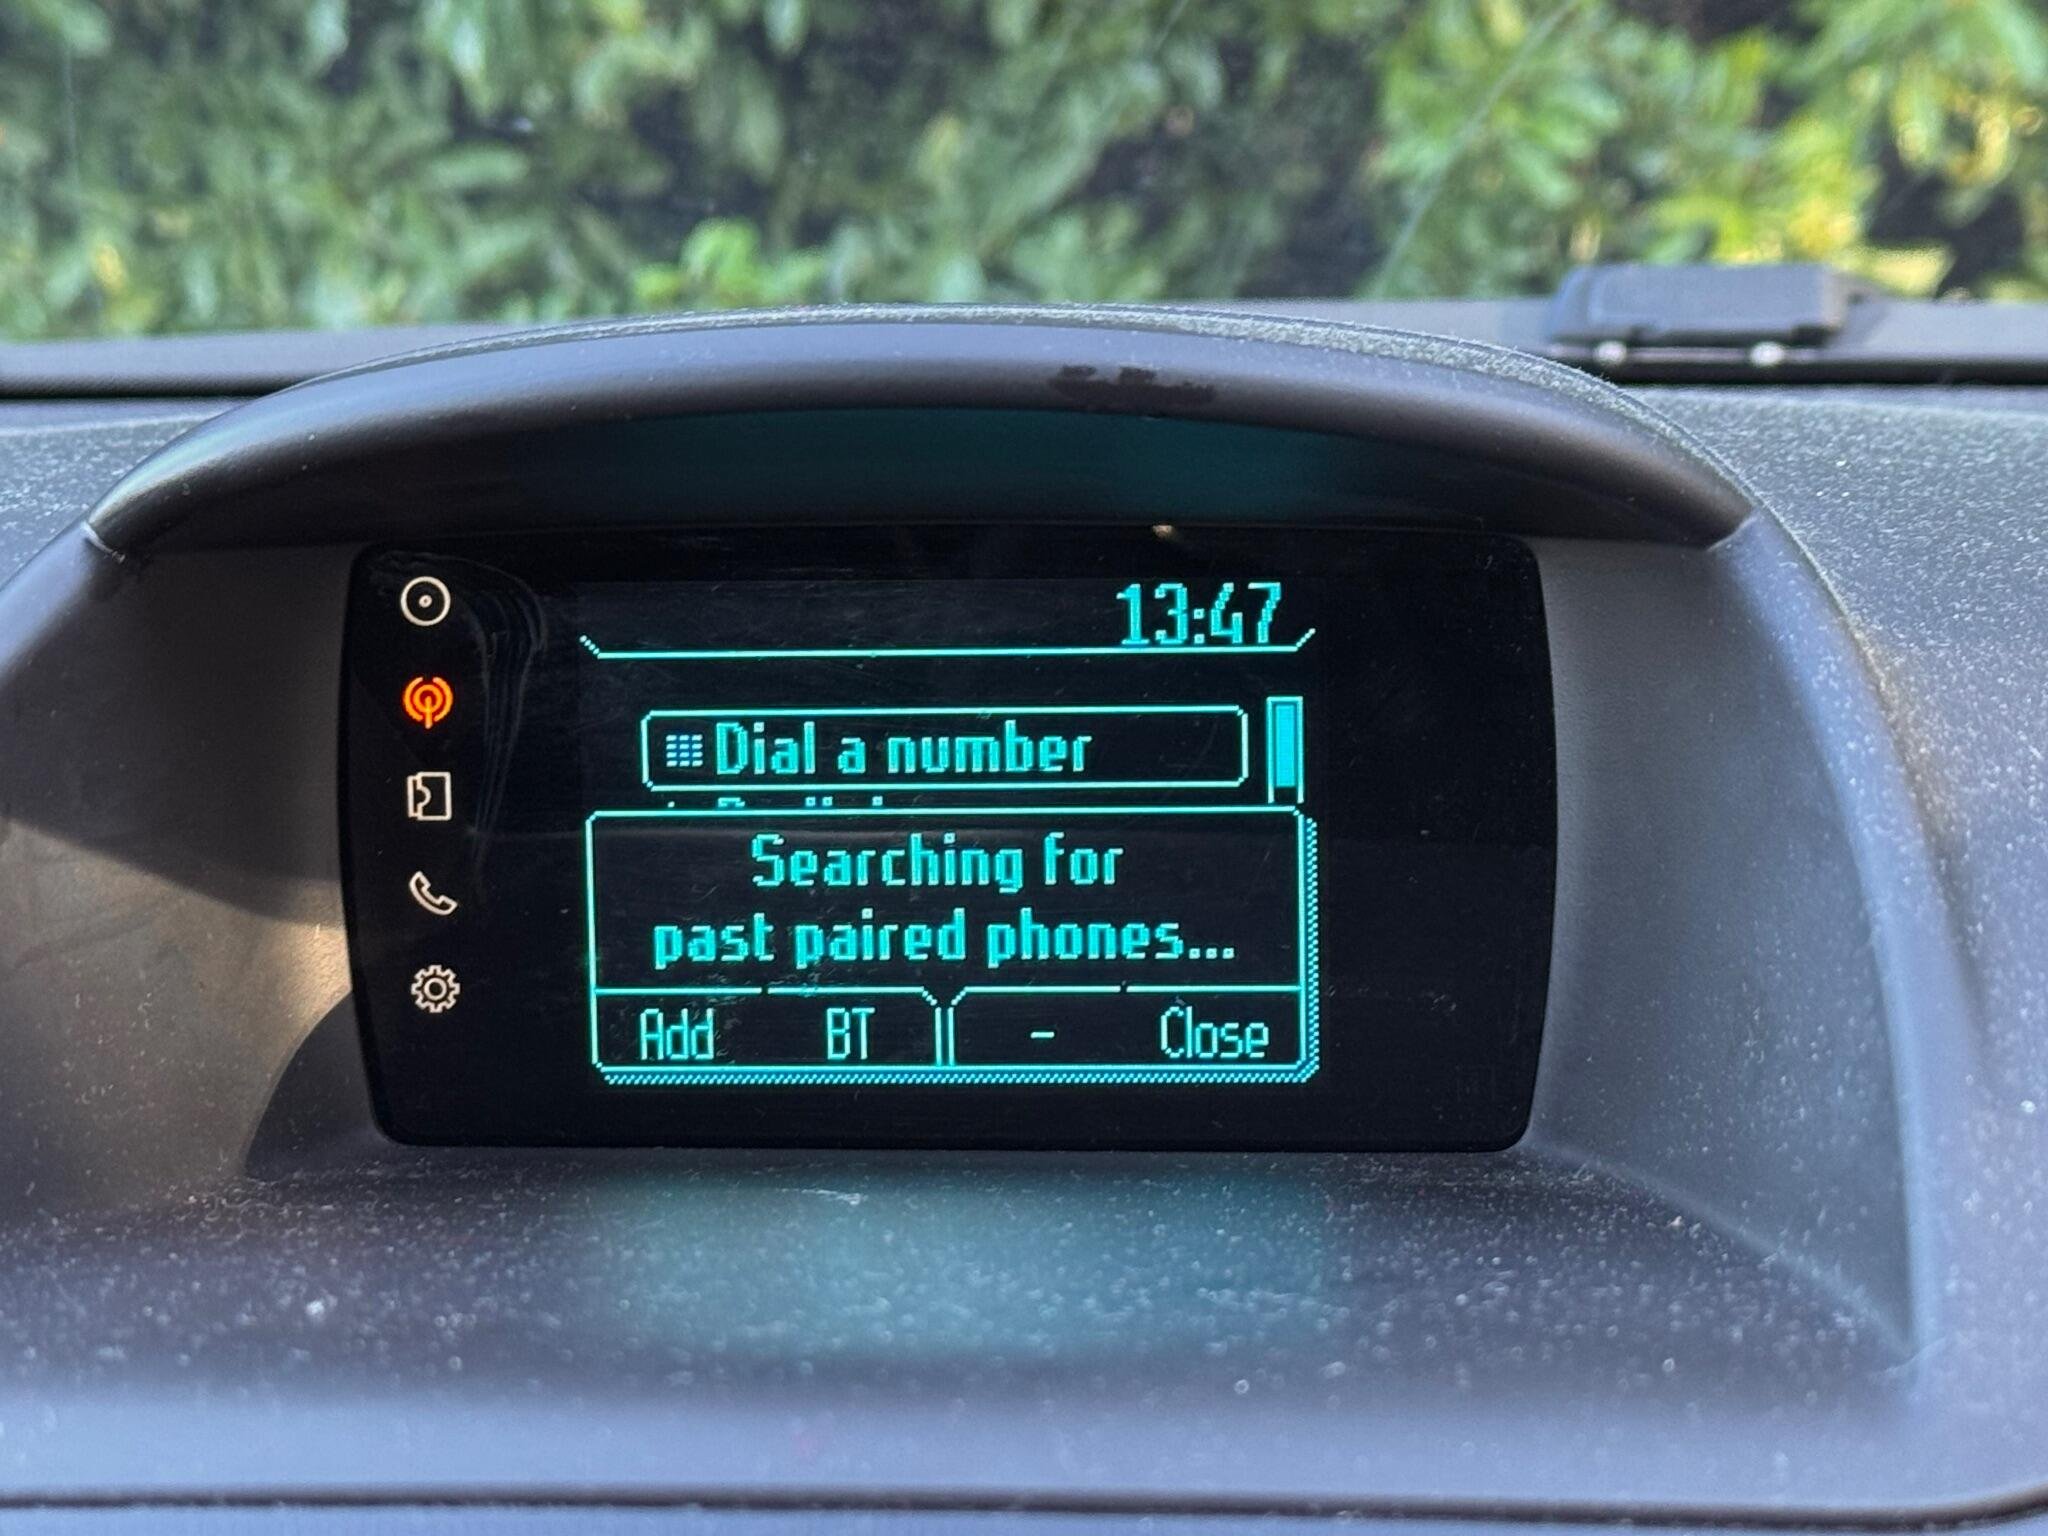 13:47
Dial a number
Searching for
past paired phones...
Add BT - Close